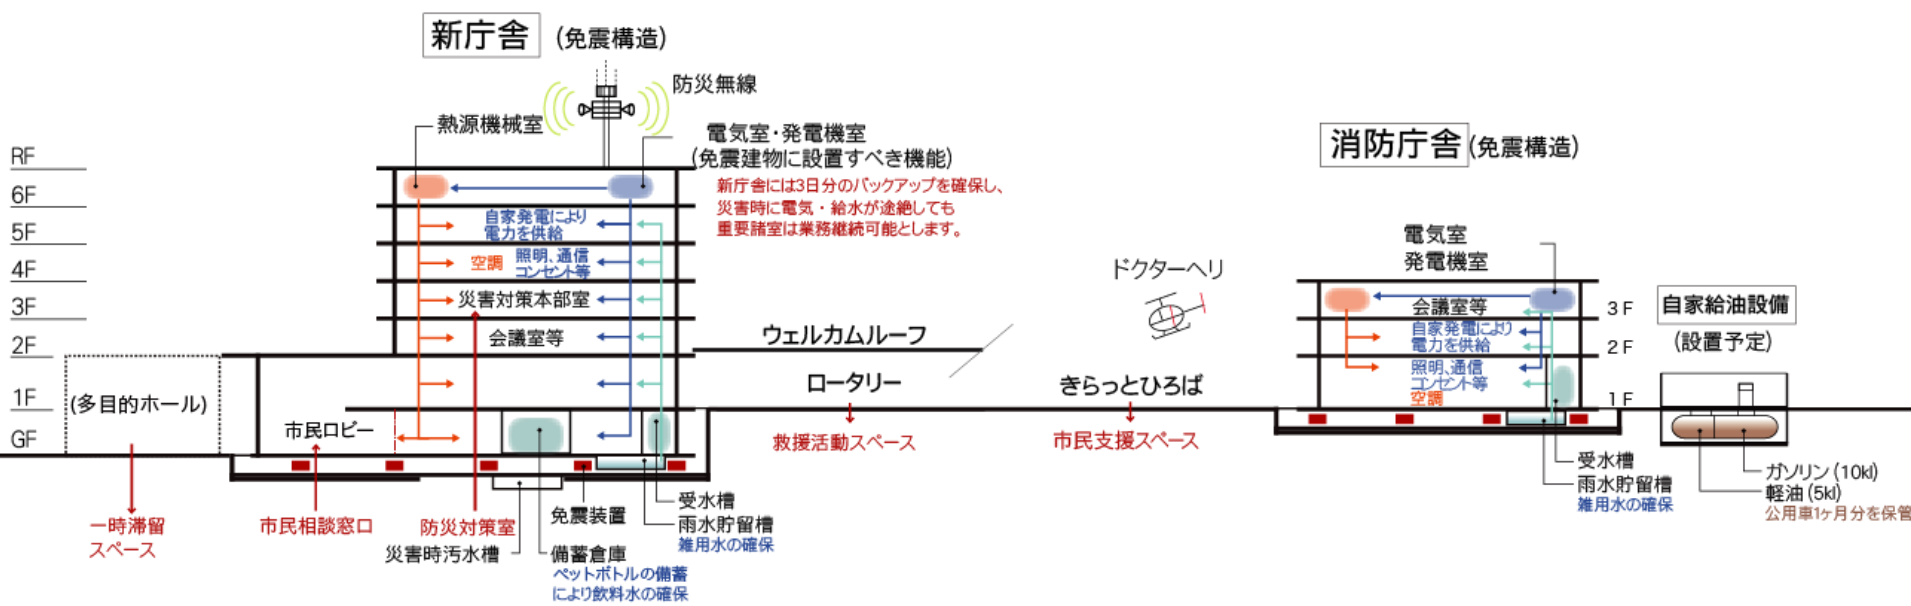 新庁舎 (免震構造)
防災無線
熱源機械室
電気室・発電機室
(免震建物に設置すべき機能)
新庁舎には3日分のバックアップを確保し、
災害時に電気・給水が途絶しても
重要諸室は業務継続可能とします。
RF
6F
5F
4F
3F
2F
1F
GF
自家発電により
電力を供給
空調
照明、通信
コンセント等
災害対策本部室
会議室等
(多目的ホール)
市民ロビー
一時滞留
スペース
市民相談窓口
防災対策室
災害時汚水槽
免震装置
備蓄倉庫
ペットボトルの備蓄
により飲料水の確保
受水槽
雨水貯留槽
雑用水の確保
ウェルカムルーフ
ロータリー
救援活動スペース
ドクターヘリ
きらっとひろば
市民支援スペース
消防庁舎 (免震構造)
電気室
発電機室
会議室等
自家発電により
電力を供給
照明、通信
コンセント等
空調
3F
2F
1F
受水槽
雨水貯留槽
雑用水の確保
自家給油設備
(設置予定)
ガソリン(10kl)
軽油(5kl)
公用車1ヶ月分を保管